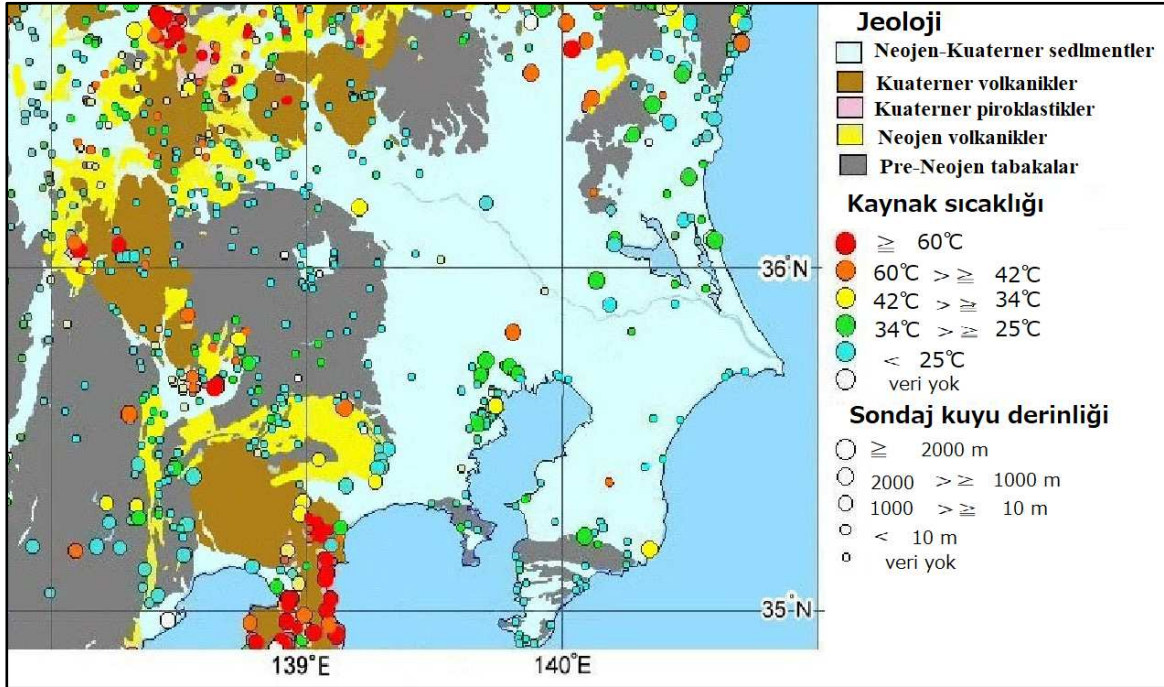 Jeoloji
Neojen-Kuaterner sedlmentler
Kuaterner volkanikler
Kuaterner piroklastikler
Neojen volkanikler
Pre-Neojen tabakalar
Kaynak sıcaklığı
≧ 60℃
60℃ >≧ 42℃
42℃ >≧ 34℃
34℃ >≧ 25℃
< 25℃
veri yok
Sondaj kuyu derinliği
≧ 2000 m
2000 >≧ 1000 m
1000 >≧ 10 m
< 10 m
veri yok
36°N
35°N
139°E
140°E